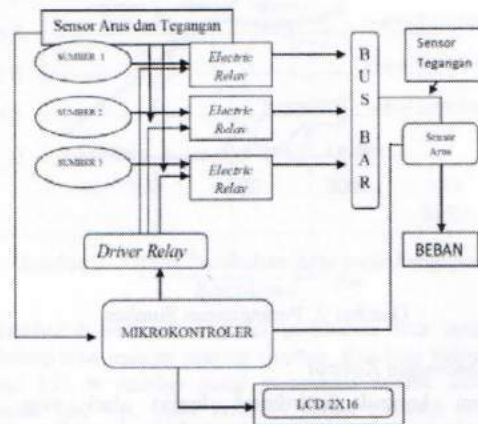 Sensor Arus dan Tegangan
SUMBER 1
Electric
Relay
SUMBER 2
Electric
Relay
SUMBER 3
Electric
Relay
B
U
S
B
A
R
Sensor
Tegangan
Sensor
Arus
BEBAN
Driver Relay
MIKROKONTROLER
LCD 2X16